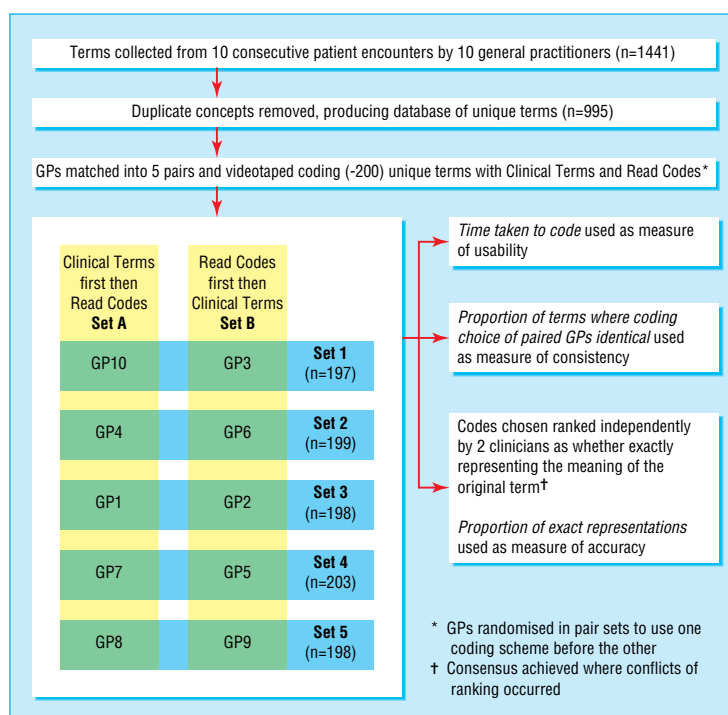 Terms collected from 10 consecutive patient encounters by 10 general practitioners (n=1441)
Duplicate concepts removed, producing database of unique terms (n=995)
GPs matched into 5 pairs and videotaped coding (-200) unique terms with Clinical Terms and Read Codes*
Clinical Terms
first then
Read Codes
Set A
Read Codes
first then
Clinical Terms
Set B
GP10
GP3
Set 1
(n=197)
GP4
GP6
Set 2
(n=199)
GP1
GP2
Set 3
(n=198)
GP7
GP5
Set 4
(n=203)
GP8
GP9
Set 5
(n=198)
Time taken to code used as measure
of usability
Proportion of terms where coding
choice of paired GPs identical used
as measure of consistency
Codes chosen ranked independently
by 2 clinicians as whether exactly
representing the meaning of the
original term†
Proportion of exact representations
used as measure of accuracy
* GPs randomised in pair sets to use one
coding scheme before the other
† Consensus achieved where conflicts of
ranking occurred